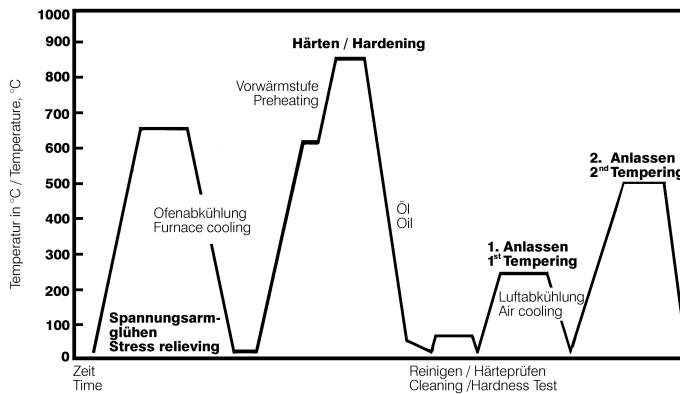 1000
900
800
700
600
500
400
300
200
100
0
Temperatur in °C / Temperature, °C
Härten / Hardening
Vorwärmstufe
Preheating
2. Anlassen
2nd Tempering
Ofenabkühlung
Furnace cooling
Öl
Oil
1. Anlassen
1st Tempering
Luftabkühlung
Air cooling
Spannungsarm-
glühen
Stress relieving
Zeit
Time
Reinigen / Härteprüfen
Cleaning /Hardness Test